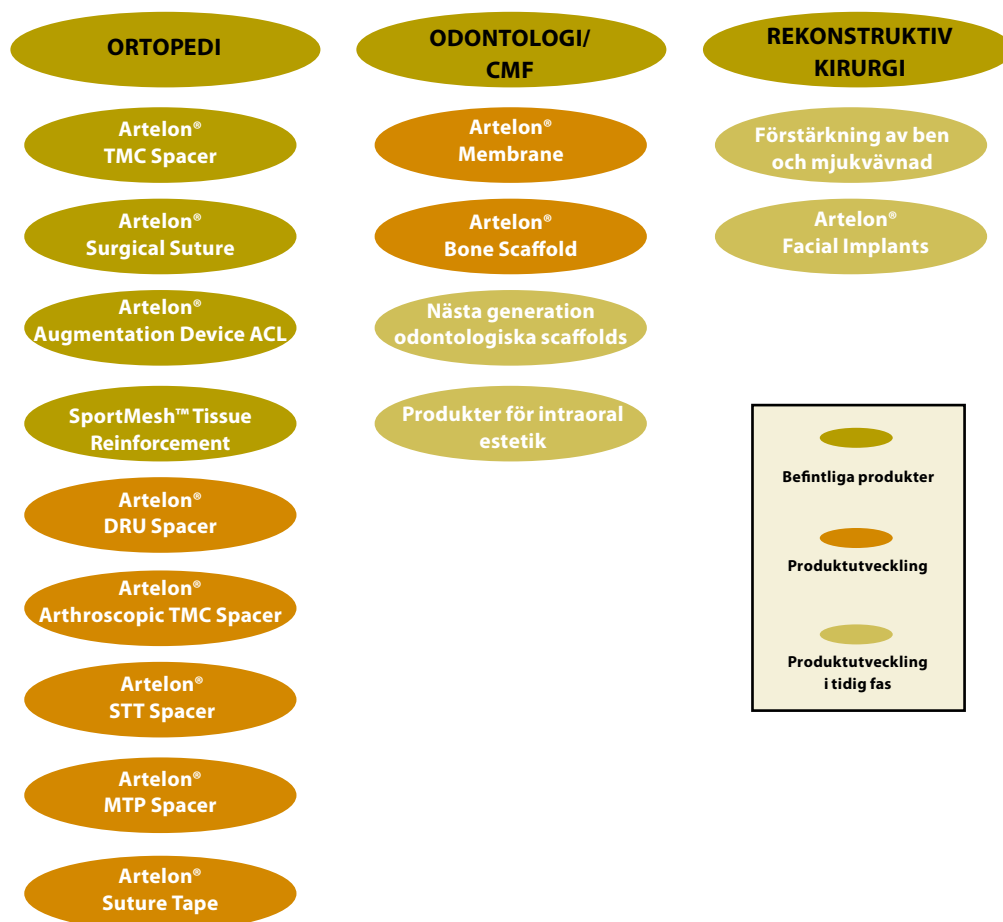 ORTOPEDI
Artelon®
TMC Spacer
Artelon®
Surgical Suture
Artelon®
Augmentation Device ACL
SportMesh™ Tissue
Reinforcement
Artelon®
DRU Spacer
Artelon®
Arthroscopic TMC Spacer
Artelon®
STT Spacer
Artelon®
MTP Spacer
Artelon®
Suture Tape
ODONTOLOGI/
CMF
Artelon®
Membrane
Artelon®
Bone Scaffold
Nästa generation
odontologiska scaffolds
Produkter för intraoral
estetik
REKONSTRUKTIV
KIRURGI
Förstärkning av ben
och mjukvävnad
Artelon®
Facial Implants
Befintliga produkter
Produktutveckling
Produktutveckling
i tidig fas